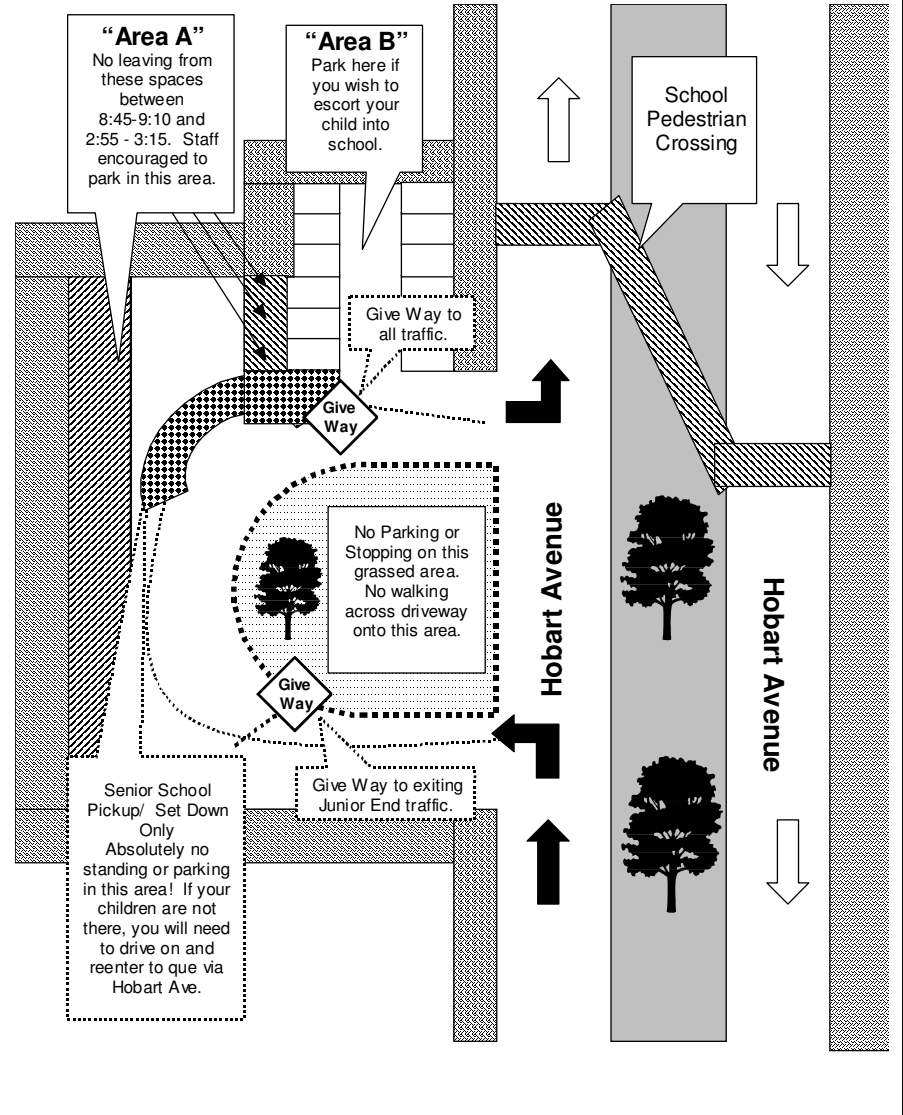 “Area A”
No leaving from
these spaces
between
8:45-9:10 and
2:55 - 3:15. Staff
encouraged to
park in this area.
“Area B”
Park here if
you wish to
escort your
child into
school.
School
Pedestrian
Crossing
Give Way to
all traffic.
Give
Way
No Parking or
Stopping on this
grassed area.
No walking
across driveway
onto this area.
Hobart Avenue
Hobart Avenue
Give
Way
Give Way to exiting
Junior End traffic.
Senior School
Pickup/ Set Down
Only
Absolutely no
standing or parking
in this area! If your
children are not
there, you will need
to drive on and
reenter to que via
Hobart Ave.